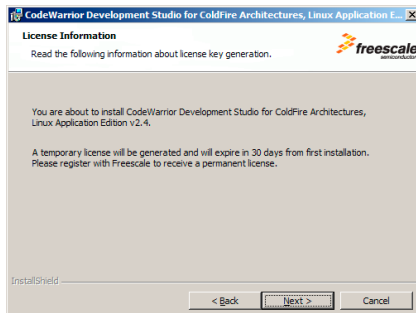 CodeWarrior Development Studio for ColdFire Architectures, Linux Application E...
License Information
Read the following information about license key generation.
freescale
semiconductor
You are about to install CodeWarrior Development Studio for ColdFire Architectures,
Linux Application Edition v2.4.
A temporary license will be generated and will expire in 30 days from first installation.
Please register with Freescale to receive a permanent license.
InstallShield
< Back
Next >
Cancel